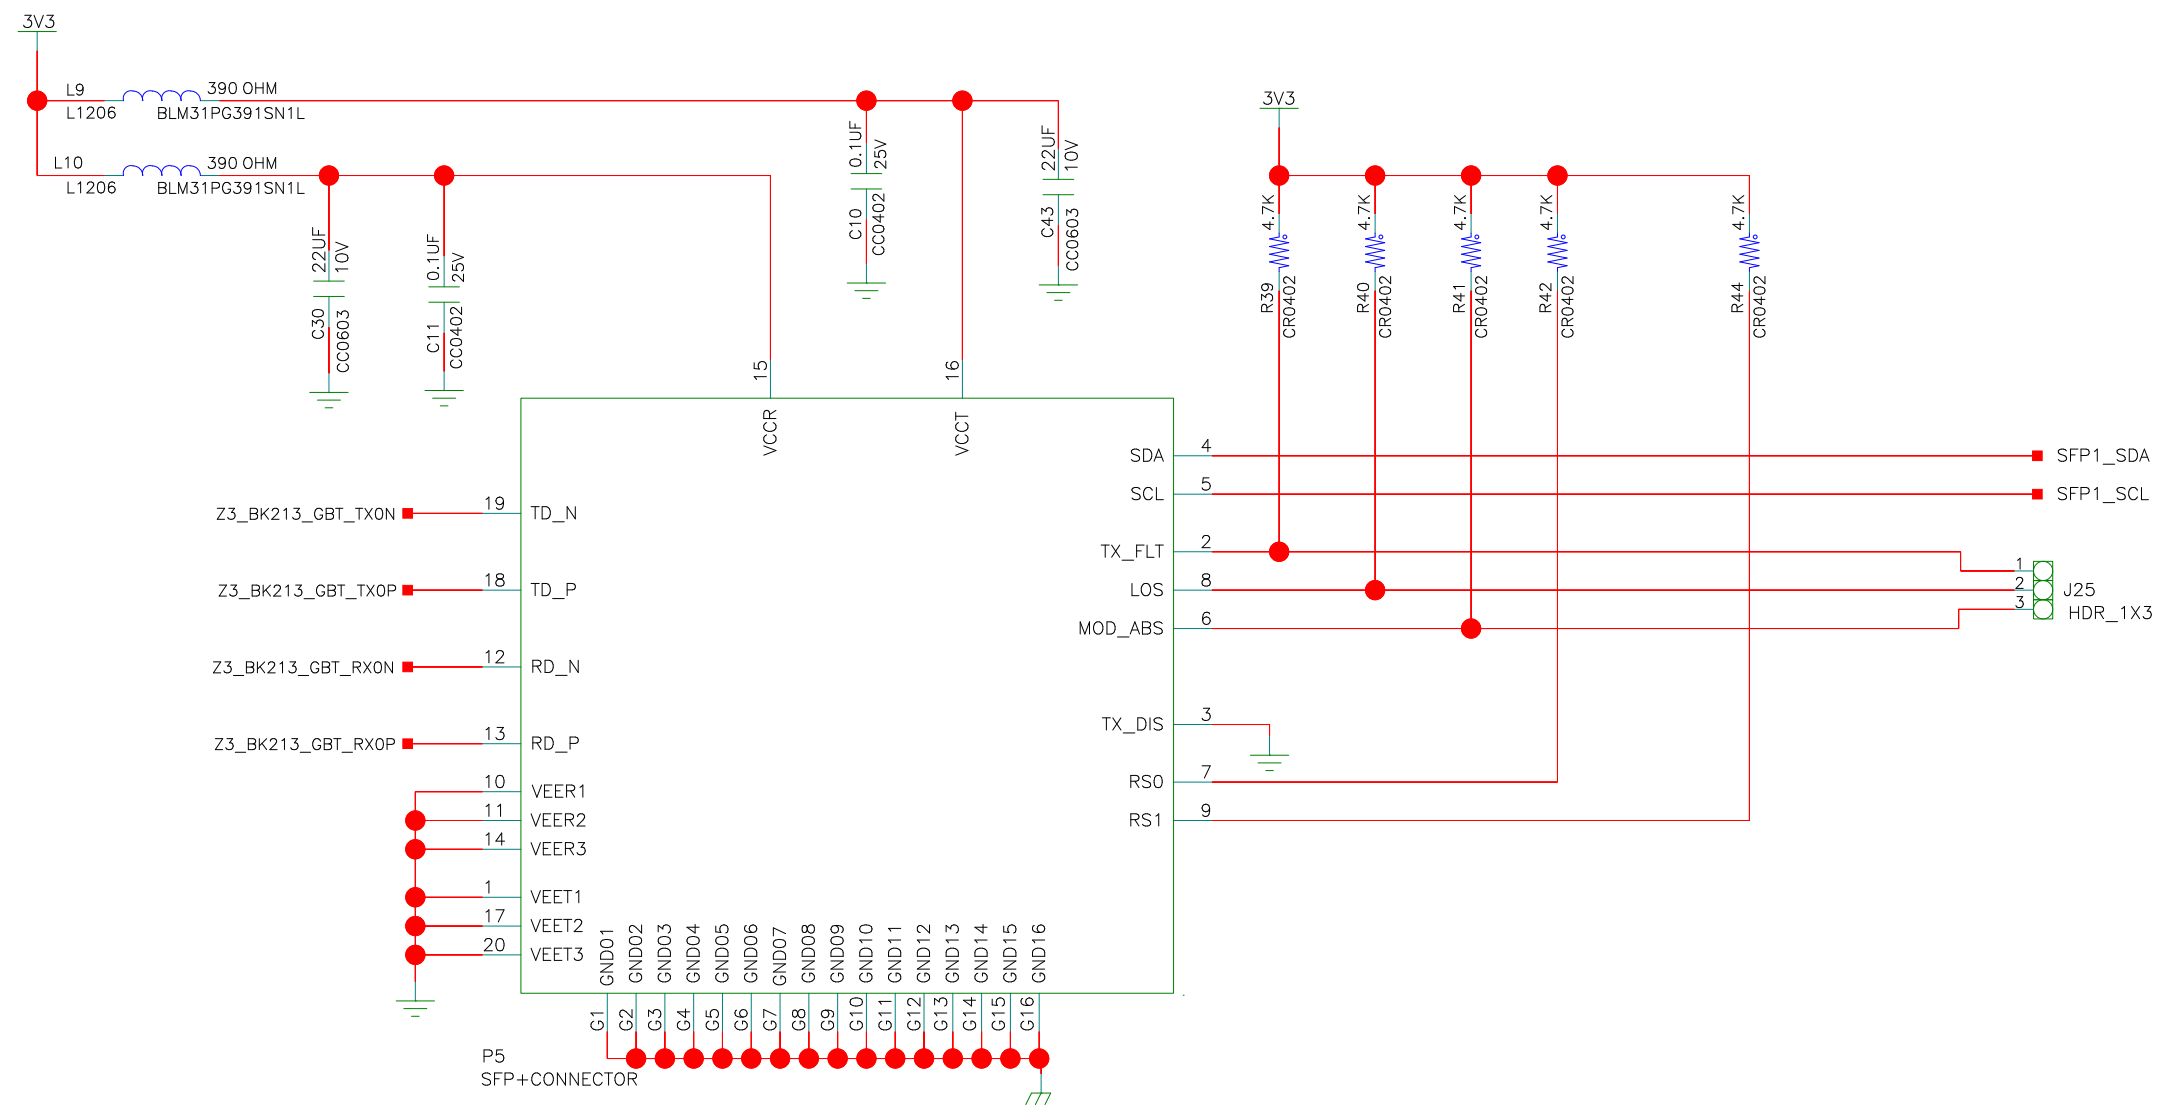 3V3
L9
390 OHM
L1206
BLM31PG391SN1L
L10
390 OHM
L1206
BLM31PG391SN1L
22UF
10V
C30
CC0603
0.1UF
25V
C11
CC0402
0.1UF
25V
C10
CC0402
22UF
10V
C43
CC0603
3V3
4.7K
R39
CR0402
4.7K
R40
CR0402
4.7K
R41
CR0402
4.7K
R42
CR0402
4.7K
R44
CR0402
15
VCCR
16
VCCT
Z3_BK213_GBT_TX0N
19
TD_N
Z3_BK213_GBT_TX0P
18
TD_P
Z3_BK213_GBT_RX0N
12
RD_N
Z3_BK213_GBT_RX0P
13
RD_P
10
VEER1
11
VEER2
14
VEER3
1
VEET1
17
VEET2
20
VEET3
SDA
4
SFP1_SDA
SCL
5
SFP1_SCL
TX_FLT
2
LOS
8
MOD_ABS
6
1
2
3
J25
HDR_1X3
TX_DIS
3
RS0
7
RS1
9
GND01
GND02
GND03
GND04
GND05
GND06
GND07
GND08
GND09
GND10
GND11
GND12
GND13
GND14
GND15
GND16
G1
G2
G3
G4
G5
G6
G7
G8
G9
G10
G11
G12
G13
G14
G15
G16
P5
SFP+CONNECTOR